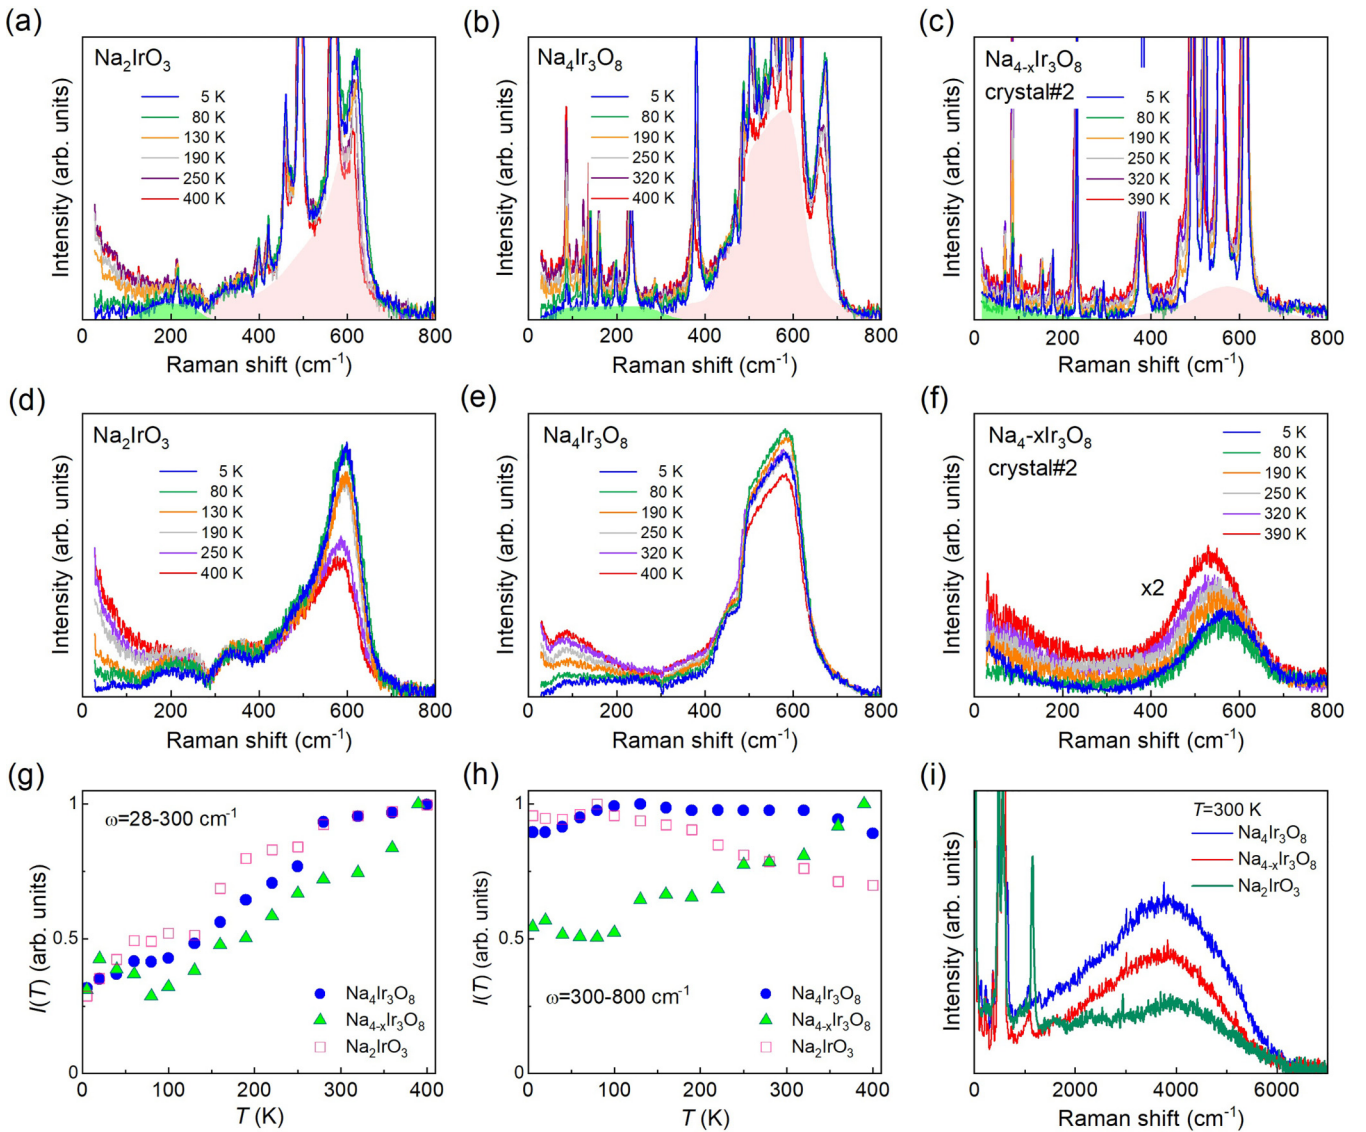 (a)
Na₂IrO₃
5 K
80 K
130 K
190 K
250 K
400 K
Intensity (arb. units)
0 200 400 600 800
Raman shift (cm⁻¹)
(b)
Na₄Ir₃O₈
5 K
80 K
190 K
250 K
320 K
400 K
Intensity (arb. units)
0 200 400 600 800
Raman shift (cm⁻¹)
(c)
Na₄₋ₓIr₃O₈
crystal#2
5 K
80 K
190 K
250 K
320 K
390 K
Intensity (arb. units)
0 200 400 600 800
Raman shift (cm⁻¹)
(d)
Na₂IrO₃
5 K
80 K
130 K
190 K
250 K
400 K
Intensity (arb. units)
0 200 400 600 800
Raman shift (cm⁻¹)
(e)
Na₄Ir₃O₈
5 K
80 K
190 K
250 K
320 K
400 K
Intensity (arb. units)
0 200 400 600 800
Raman shift (cm⁻¹)
(f)
Na₄-xIr₃O₈
crystal#2
5 K
80 K
190 K
250 K
320 K
390 K
x2
Intensity (arb. units)
0 200 400 600 800
Raman shift (cm⁻¹)
(g)
ω=28-300 cm⁻¹
1
0.5
0
I(T) (arb. units)
Na₄Ir₃O₈
Na₄₋ₓIr₃O₈
Na₂IrO₃
0 100 200 300 400
T (K)
(h)
1
0.5
0
I(T) (arb. units)
ω=300-800 cm⁻¹
Na₄Ir₃O₈
Na₄₋ₓIr₃O₈
Na₂IrO₃
0 100 200 300 400
T (K)
(i)
T=300 K
Na₄Ir₃O₈
Na₄₋ₓIr₃O₈
Na₂IrO₃
Intensity (arb. units)
0 2000 4000 6000
Raman shift (cm⁻¹)